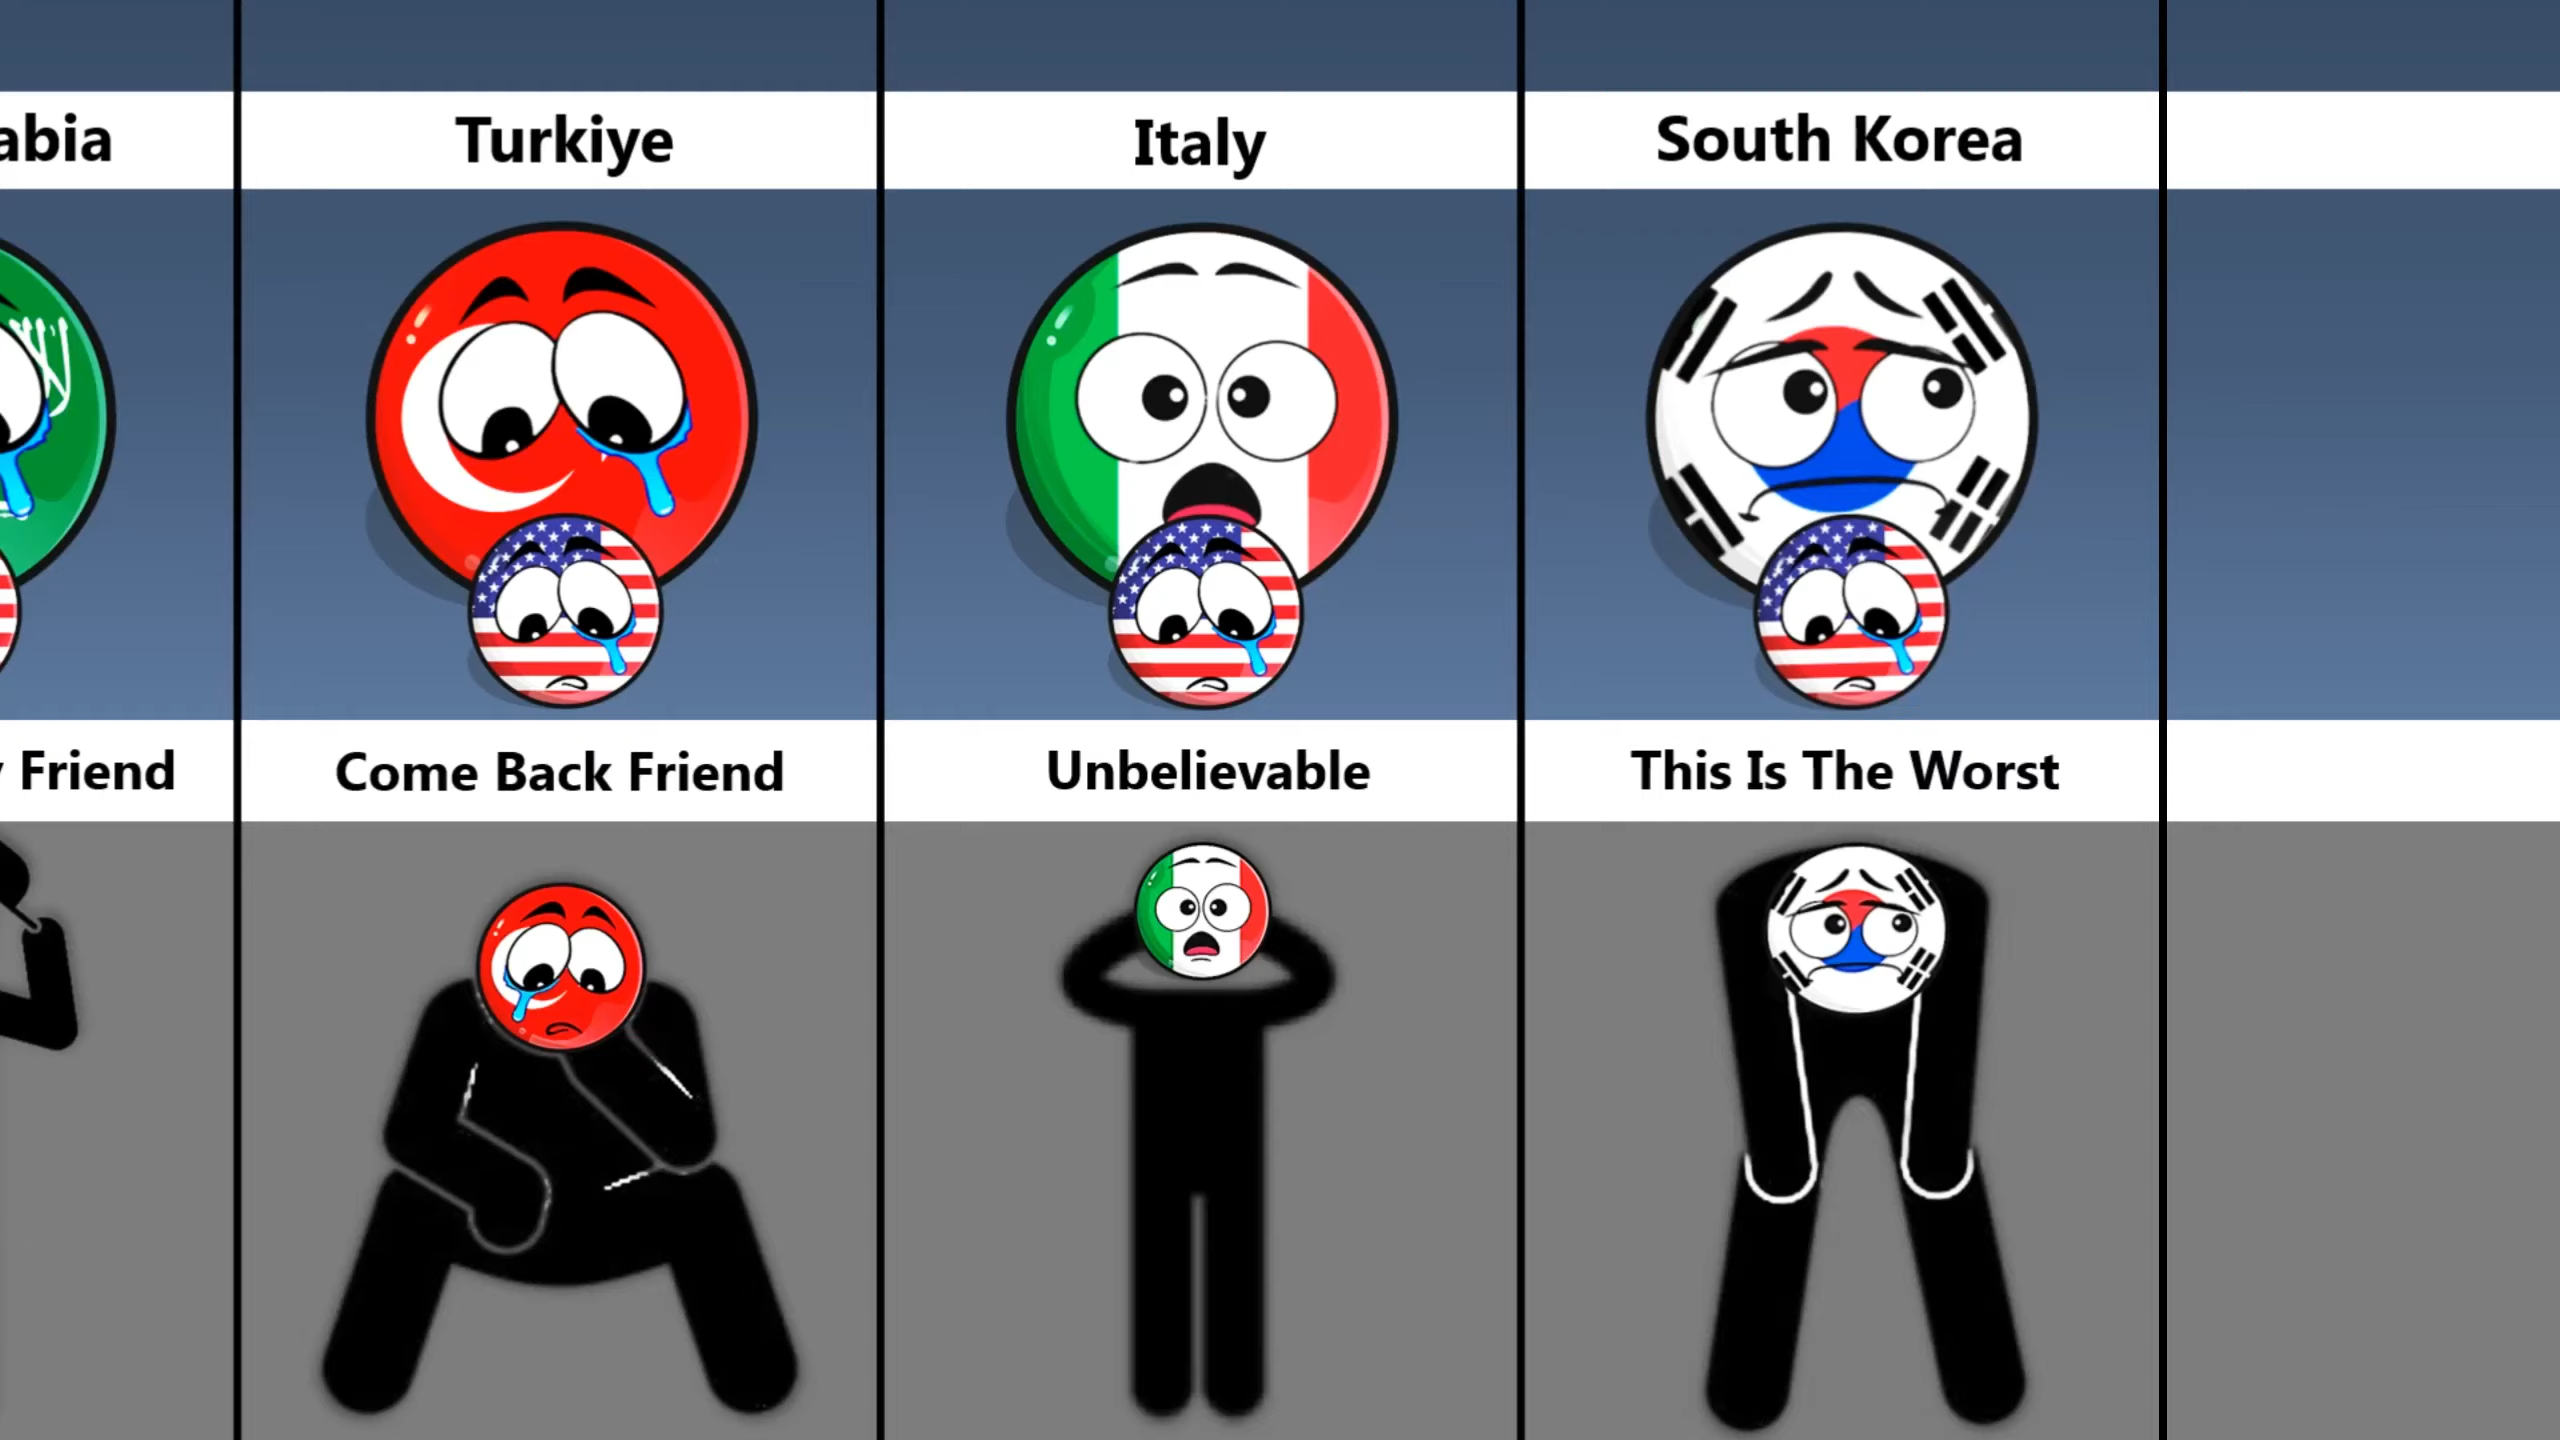 abia
Turkiye
Italy
South Korea
Friend
Come Back Friend
Unbelievable
This Is The Worst